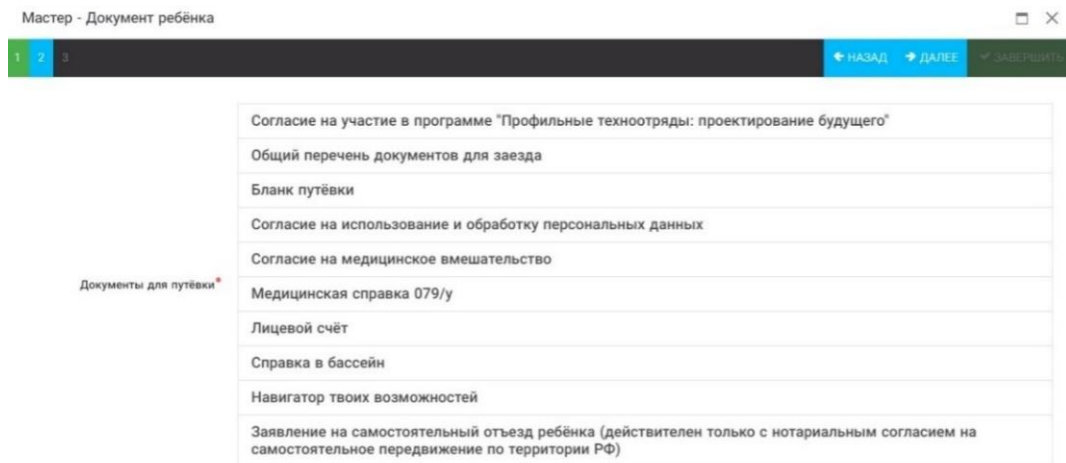 Мастер - Документ ребёнка
1 2 3 НАЗАД ДАЛЕЕ ЗАВЕРШИТЬ
Согласие на участие в программе "Профильные техноотряды: проектирование будущего"
Общий перечень документов для заезда
Бланк путёвки
Согласие на использование и обработку персональных данных
Согласие на медицинское вмешательство
Документы для путёвки*
Медицинская справка 079/у
Лицевой счёт
Справка в бассейн
Навигатор твоих возможностей
Заявление на самостоятельный отъезд ребёнка (действителен только с нотариальным согласием на
самостоятельное передвижение по территории РФ)